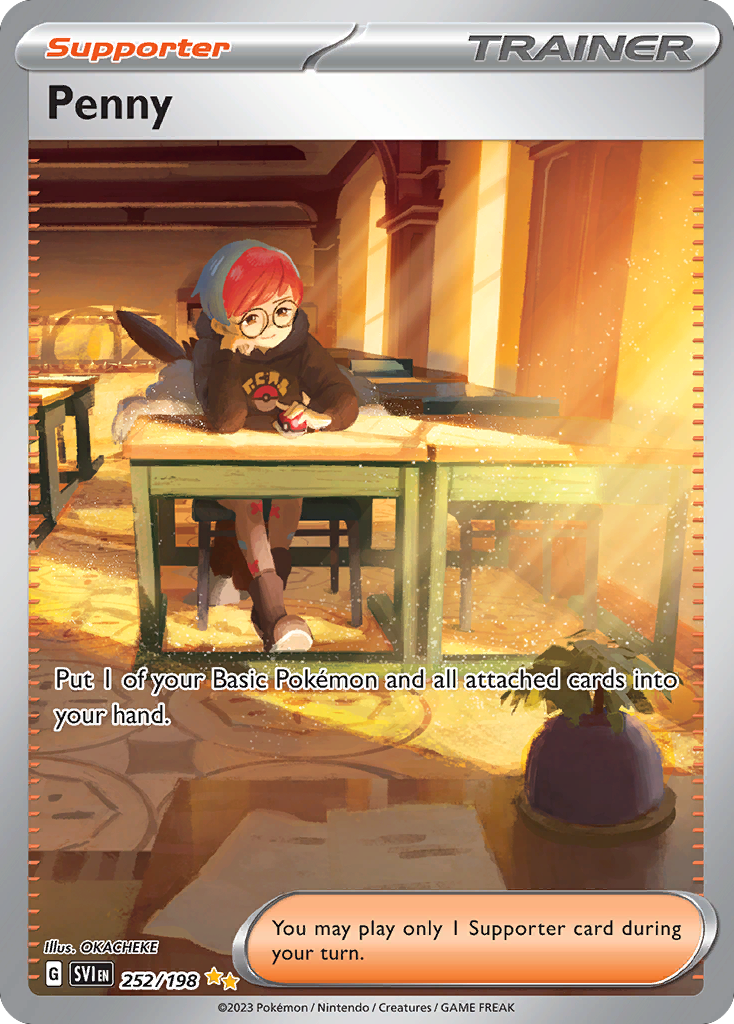 Supporter
TRAINER
Penny
Put 1 of your Basic Pokémon and all attached cards into
your hand.
You may play only 1 Supporter card during
your turn.
Illus. OKACHEKE
G SVI EN 252/198
©2023 Pokémon / Nintendo / Creatures / GAME FREAK